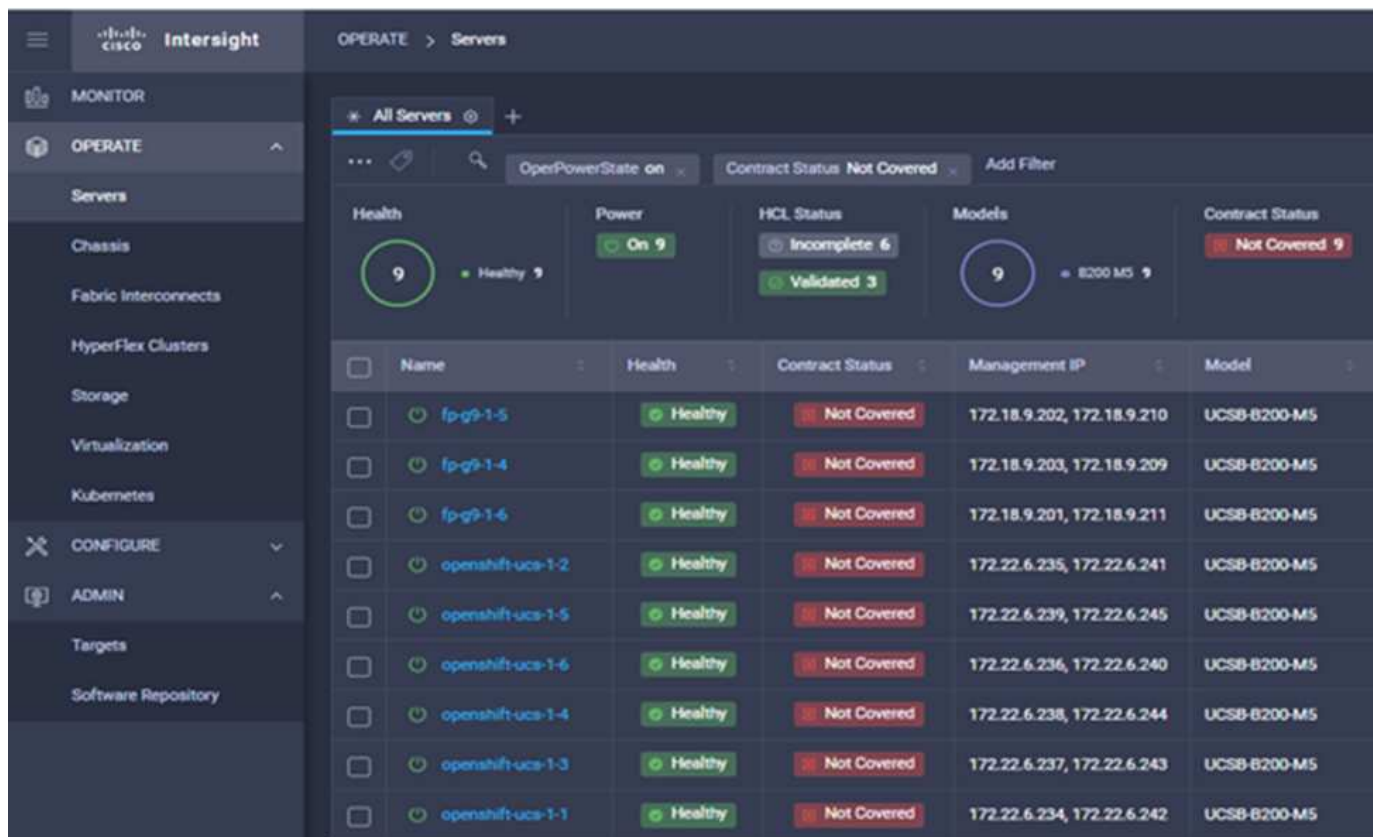 cisco Intersight
OPERATE > Servers
MONITOR
OPERATE
Servers
Chassis
Fabric Interconnects
HyperFlex Clusters
Storage
Virtualization
Kubernetes
CONFIGURE
ADMIN
Targets
Software Repository
All Servers
OperPowerState on Contract Status Not Covered Add Filter
Health Power HCL Status Models Contract Status
9 Healthy 9 On 9 Incomplete 6 9 B200 M5 9 Not Covered 9
Validated 3
Name Health Contract Status Management IP Model
fp-g9-1-5 Healthy Not Covered 172.18.9.202, 172.18.9.210 UCSB-B200-M5
fp-g9-1-4 Healthy Not Covered 172.18.9.203, 172.18.9.209 UCSB-B200-M5
fp-g9-1-6 Healthy Not Covered 172.18.9.201, 172.18.9.211 UCSB-B200-M5
openshift-ucs-1-2 Healthy Not Covered 172.22.6.235, 172.22.6.241 UCSB-B200-M5
openshift-ucs-1-5 Healthy Not Covered 172.22.6.239, 172.22.6.245 UCSB-B200-M5
openshift-ucs-1-6 Healthy Not Covered 172.22.6.236, 172.22.6.240 UCSB-B200-M5
openshift-ucs-1-4 Healthy Not Covered 172.22.6.238, 172.22.6.244 UCSB-B200-M5
openshift-ucs-1-3 Healthy Not Covered 172.22.6.237, 172.22.6.243 UCSB-B200-M5
openshift-ucs-1-1 Healthy Not Covered 172.22.6.234, 172.22.6.242 UCSB-B200-M5